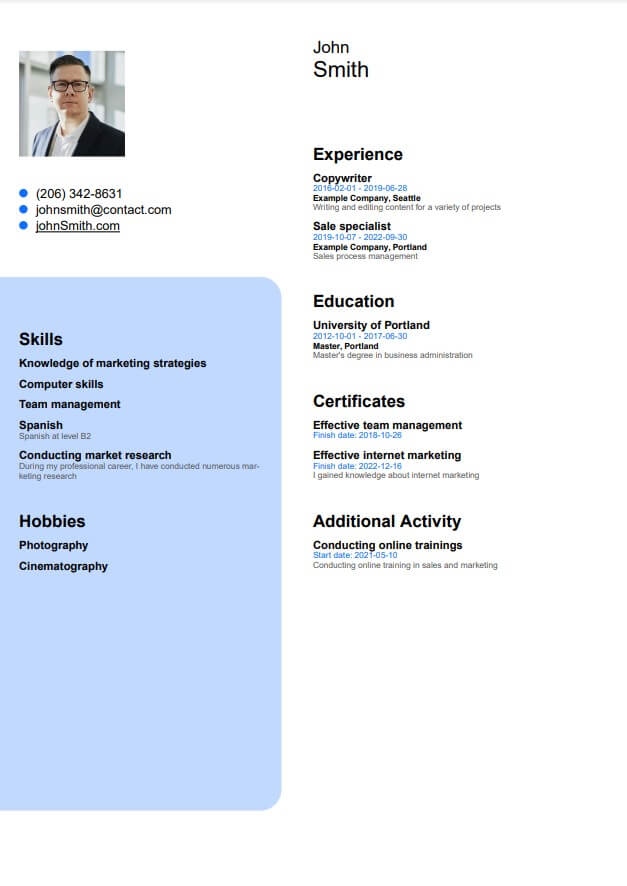 (206) 342-8631
johnsmith@contact.com
johnSmith.com
Skills
Knowledge of marketing strategies
Computer skills
Team management
Spanish
Spanish at level B2
Conducting market research
During my professional career, I have conducted numerous mar-
keting research
Hobbies
Photography
Cinematography
John
Smith
Experience
Copywriter
2016-02-01 - 2019-06-28
Example Company, Seattle
Writing and editing content for a variety of projects
Sale specialist
2019-10-07 - 2022-09-30
Example Company, Portland
Sales process management
Education
University of Portland
2012-10-01 - 2017-06-30
Master, Portland
Master's degree in business administration
Certificates
Effective team management
Finish date: 2018-10-26
Effective internet marketing
Finish date: 2022-12-16
I gained knowledge about internet marketing
Additional Activity
Conducting online trainings
Start date: 2021-05-10
Conducting online training in sales and marketing